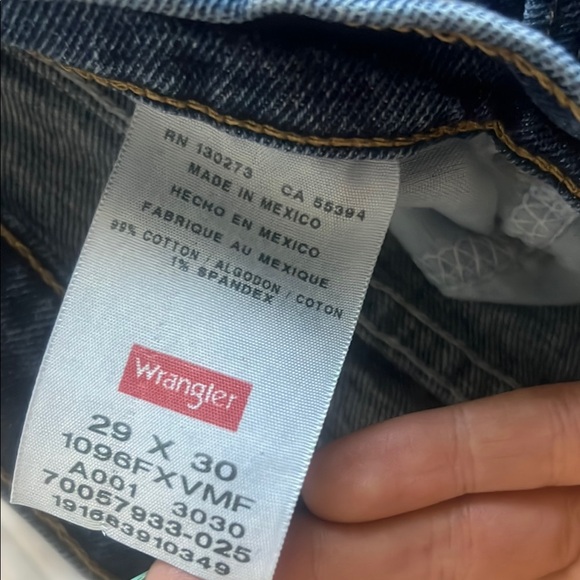 RN 130273 CA 55394
MADE IN MEXICO
HECHO EN MEXICO
FABRIQUE AU MEXIQUE
99% COTTON / ALGODON / COTON
1% SPANDEX
Wrangler
29 X 30
1096FXVMF
A001 3030
70057933-025
191683910349